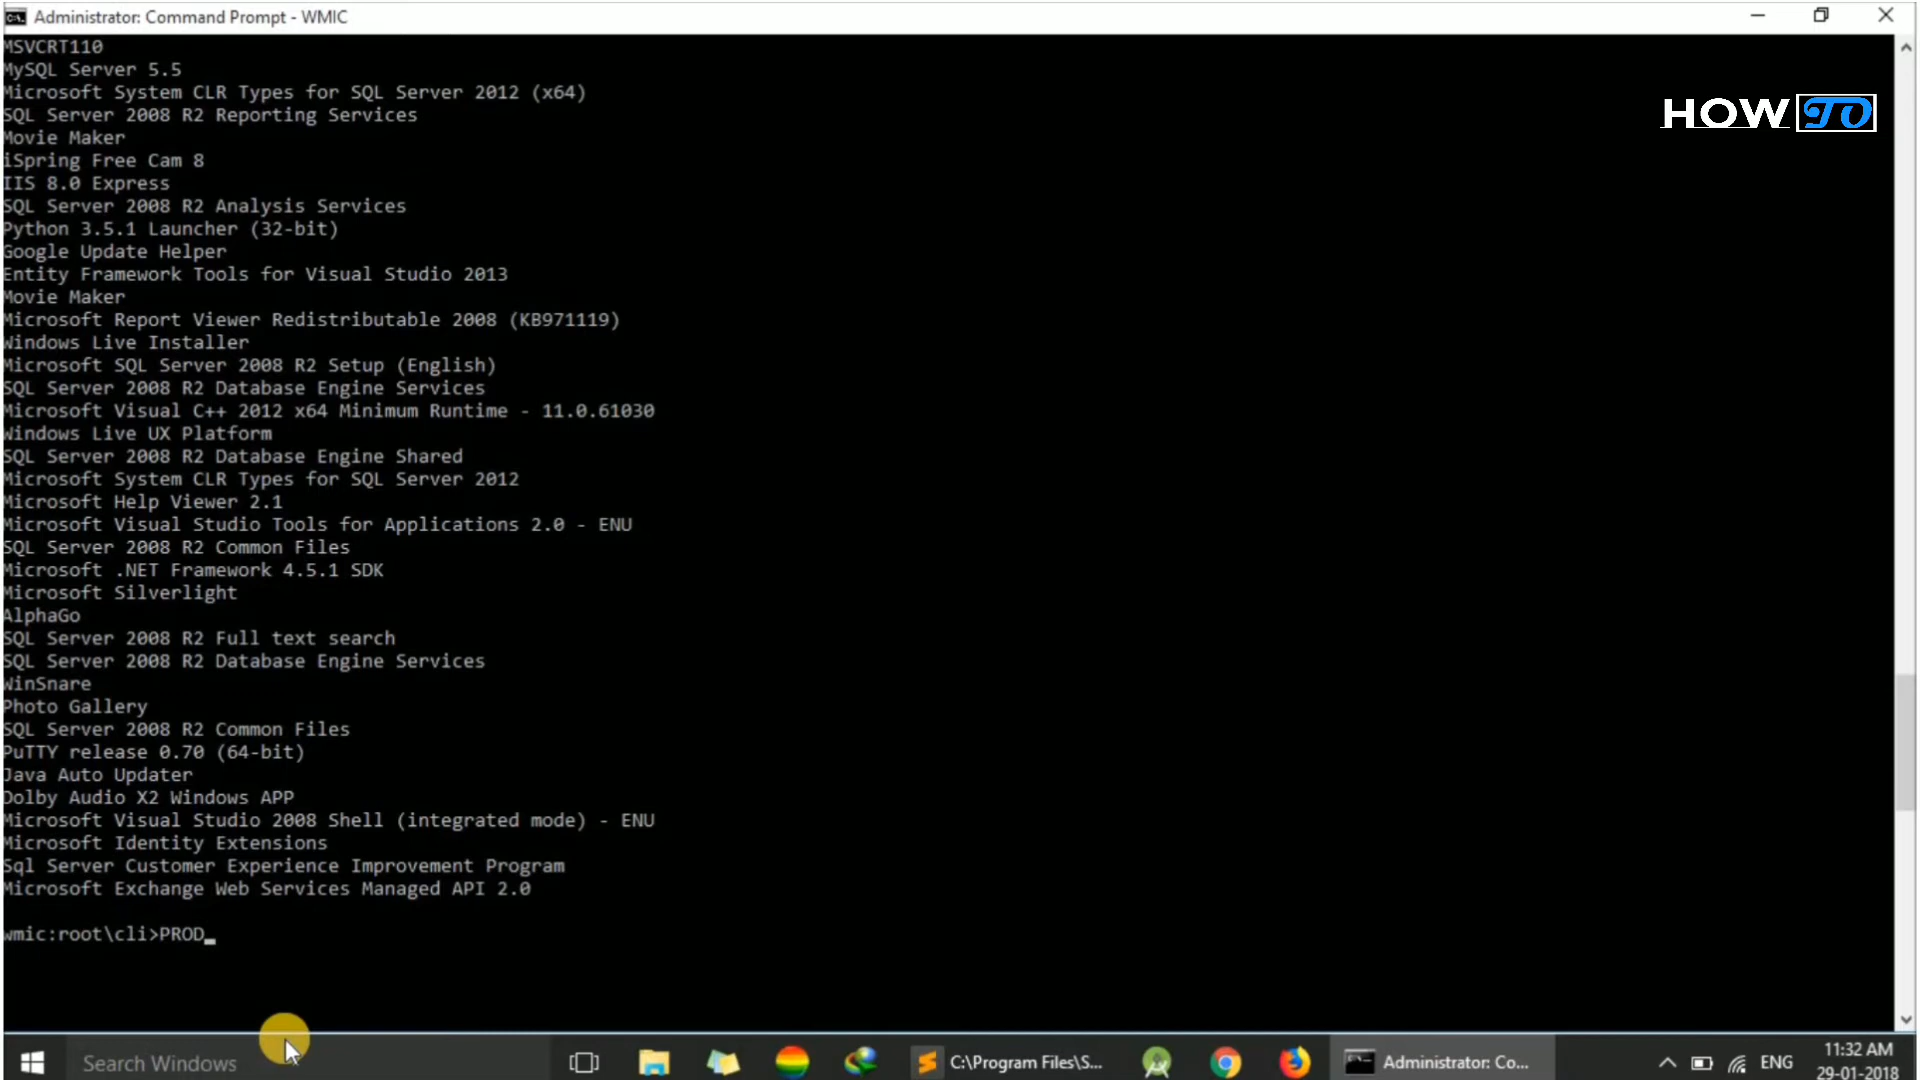 Administrator: Command Prompt - WMIC
MSVCRT110
MySQL Server 5.5
Microsoft System CLR Types for SQL Server 2012 (x64)
SQL Server 2008 R2 Reporting Services
Movie Maker
iSpring Free Cam 8
IIS 8.0 Express
SQL Server 2008 R2 Analysis Services
Python 3.5.1 Launcher (32-bit)
Google Update Helper
Entity Framework Tools for Visual Studio 2013
Movie Maker
Microsoft Report Viewer Redistributable 2008 (KB971119)
Windows Live Installer
Microsoft SQL Server 2008 R2 Setup (English)
SQL Server 2008 R2 Database Engine Services
Microsoft Visual C++ 2012 x64 Minimum Runtime - 11.0.61030
Windows Live UX Platform
SQL Server 2008 R2 Database Engine Shared
Microsoft System CLR Types for SQL Server 2012
Microsoft Help Viewer 2.1
Microsoft Visual Studio Tools for Applications 2.0 - ENU
SQL Server 2008 R2 Common Files
Microsoft .NET Framework 4.5.1 SDK
Microsoft Silverlight
AlphaGo
SQL Server 2008 R2 Full text search
SQL Server 2008 R2 Database Engine Services
WinSnare
Photo Gallery
SQL Server 2008 R2 Common Files
PuTTY release 0.70 (64-bit)
Java Auto Updater
Dolby Audio X2 Windows APP
Microsoft Visual Studio 2008 Shell (integrated mode) - ENU
Microsoft Identity Extensions
Sql Server Customer Experience Improvement Program
Microsoft Exchange Web Services Managed API 2.0
wmic:root\cli>PROD_
HOW TO
Search Windows
C:\Program Files\S...
Administrator: Co...
ENG
11:32 AM
29-01-2018